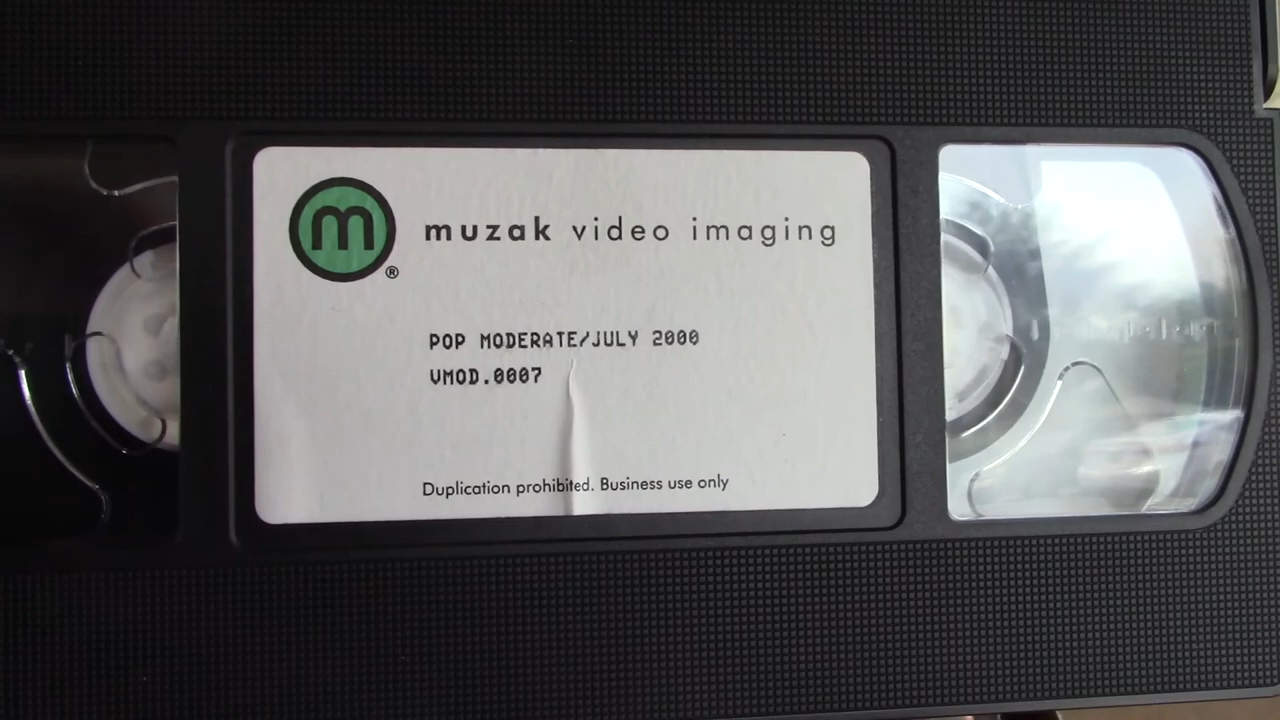 m
®
muzak video imaging
POP MODERATE/JULY 2000
VMOD.0007
Duplication prohibited. Business use only